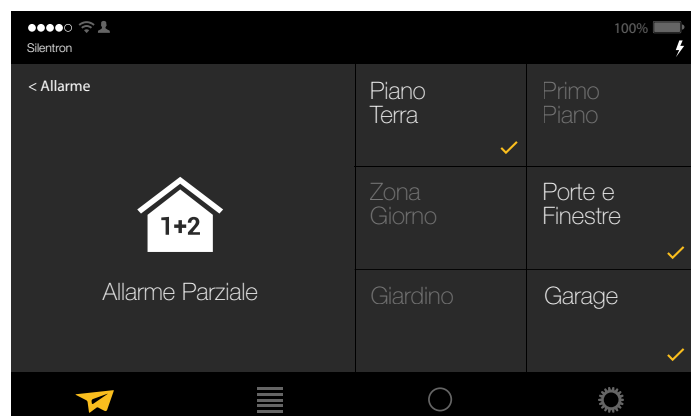 100%
Silentron
< Allarme
1+2
Allarme Parziale
Piano
Terra
Primo
Piano
Zona
Giorno
Porte e
Finestre
Giardino
Garage